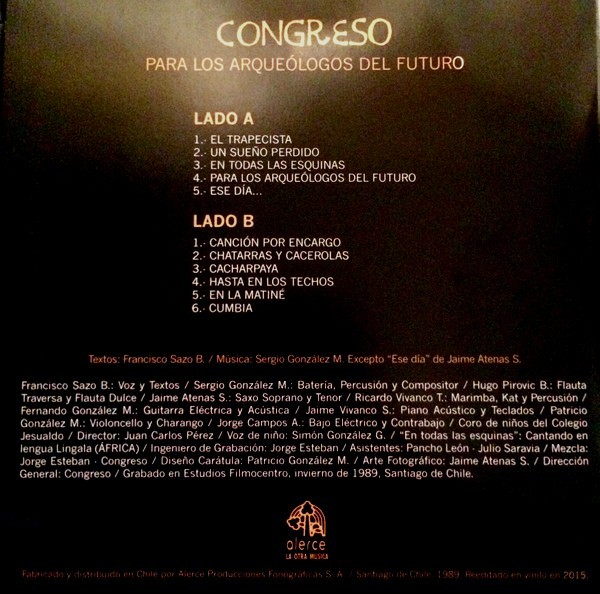 CONGRESO
PARA LOS ARQUEÓLOGOS DEL FUTURO
LADO A
1.- EL TRAPECISTA
2.- UN SUEÑO PERDIDO
3.- EN TODAS LAS ESQUINAS
4.- PARA LOS ARQUEÓLOGOS DEL FUTURO
5.- ESE DÍA...
LADO B
1.- CANCIÓN POR ENCARGO
2.- CHATARRAS Y CACEROLAS
3.- CACHARPAYA
4.- HASTA EN LOS TECHOS
5.- EN LA MATINÉ
6.- CUMBIA
Textos: Francisco Sazo B. / Música: Sergio González M. Excepto “Ese día” de Jaime Atenas S.
Francisco Sazo B.: Voz y Textos / Sergio González M.: Batería, Percusión y Compositor / Hugo Pirovic B.: Flauta
Traversa y Flauta Dulce / Jaime Atenas S.: Saxo Soprano y Tenor / Ricardo Vivanco T.: Marimba, Kat y Percusión /
Fernando González M.: Guitarra Eléctrica y Acústica / Jaime Vivanco S.: Piano Acústico y Teclados / Patricio
González M.: Violoncello y Charango / Jorge Campos A.: Bajo Eléctrico y Contrabajo / Coro de niños del Colegio
Jesualdo / Director: Juan Carlos Pérez / Voz de niño: Simón González G. / “En todas las esquinas”: Cantando en
lengua Lingala (ÁFRICA) / Ingeniero de Grabación: Jorge Esteban / Asistentes: Pancho León - Julio Saravia / Mezcla:
Jorge Esteban - Congreso / Diseño Carátula: Patricio González M. / Arte Fotográfico: Jaime Atenas S. / Dirección
General: Congreso / Grabado en Estudios Filmocentro, invierno de 1989, Santiago de Chile.
alerce
LA OTRA MÚSICA
Fabricado y distribuido en Chile por Alerce Producciones Fonográficas S. A. / Santiago de Chile, 1989. Reeditado en vinilo en 2015.